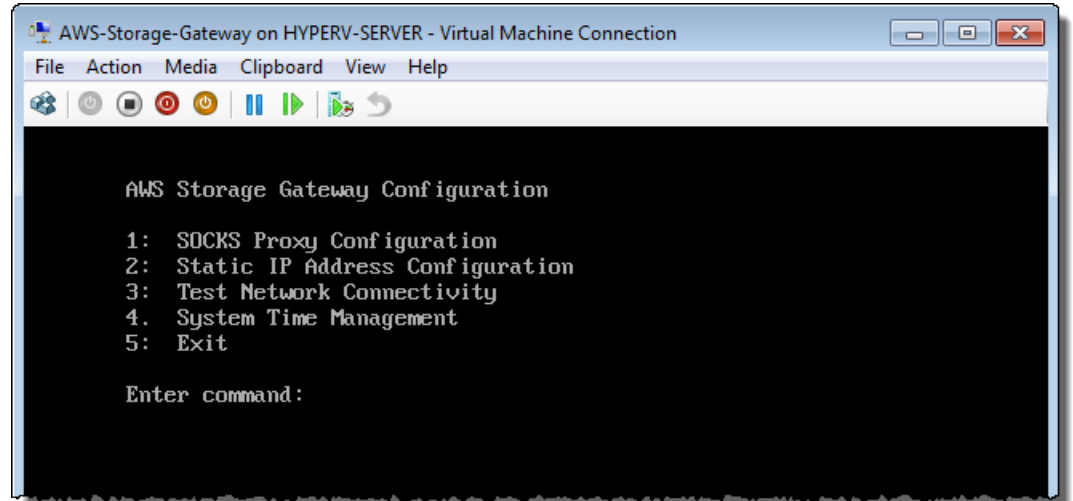 AWS-Storage-Gateway on HYPERV-SERVER - Virtual Machine Connection
File Action Media Clipboard View Help
AWS Storage Gateway Configuration
1: SOCKS Proxy Configuration
2: Static IP Address Configuration
3: Test Network Connectivity
4. System Time Management
5: Exit
Enter command: